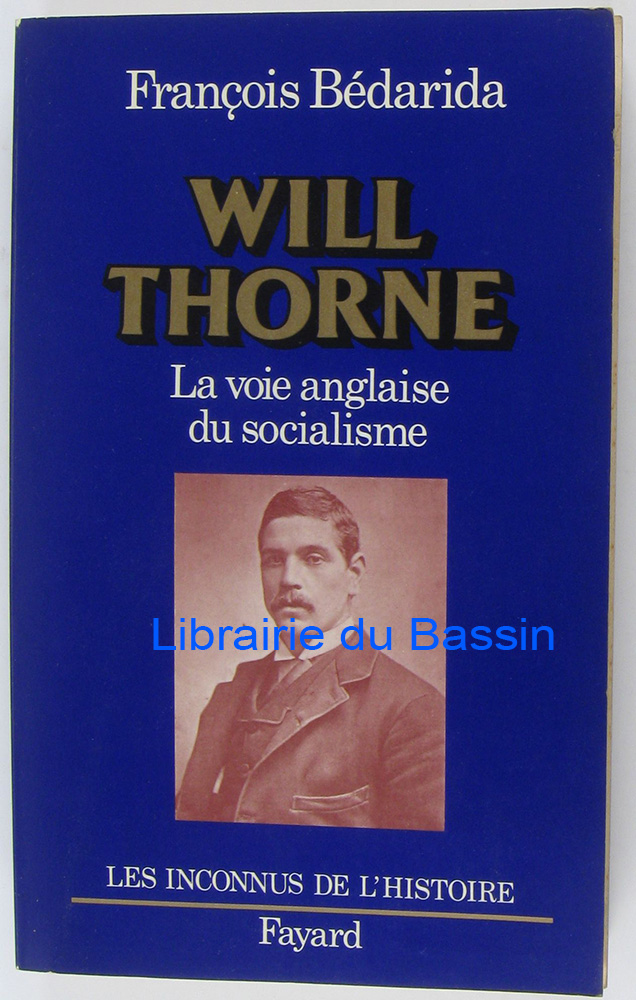 François Bédarida
WILL
THORNE
La voie anglaise
du socialisme
Librairie du Bassin
LES INCONNUS DE L'HISTOIRE
Fayard